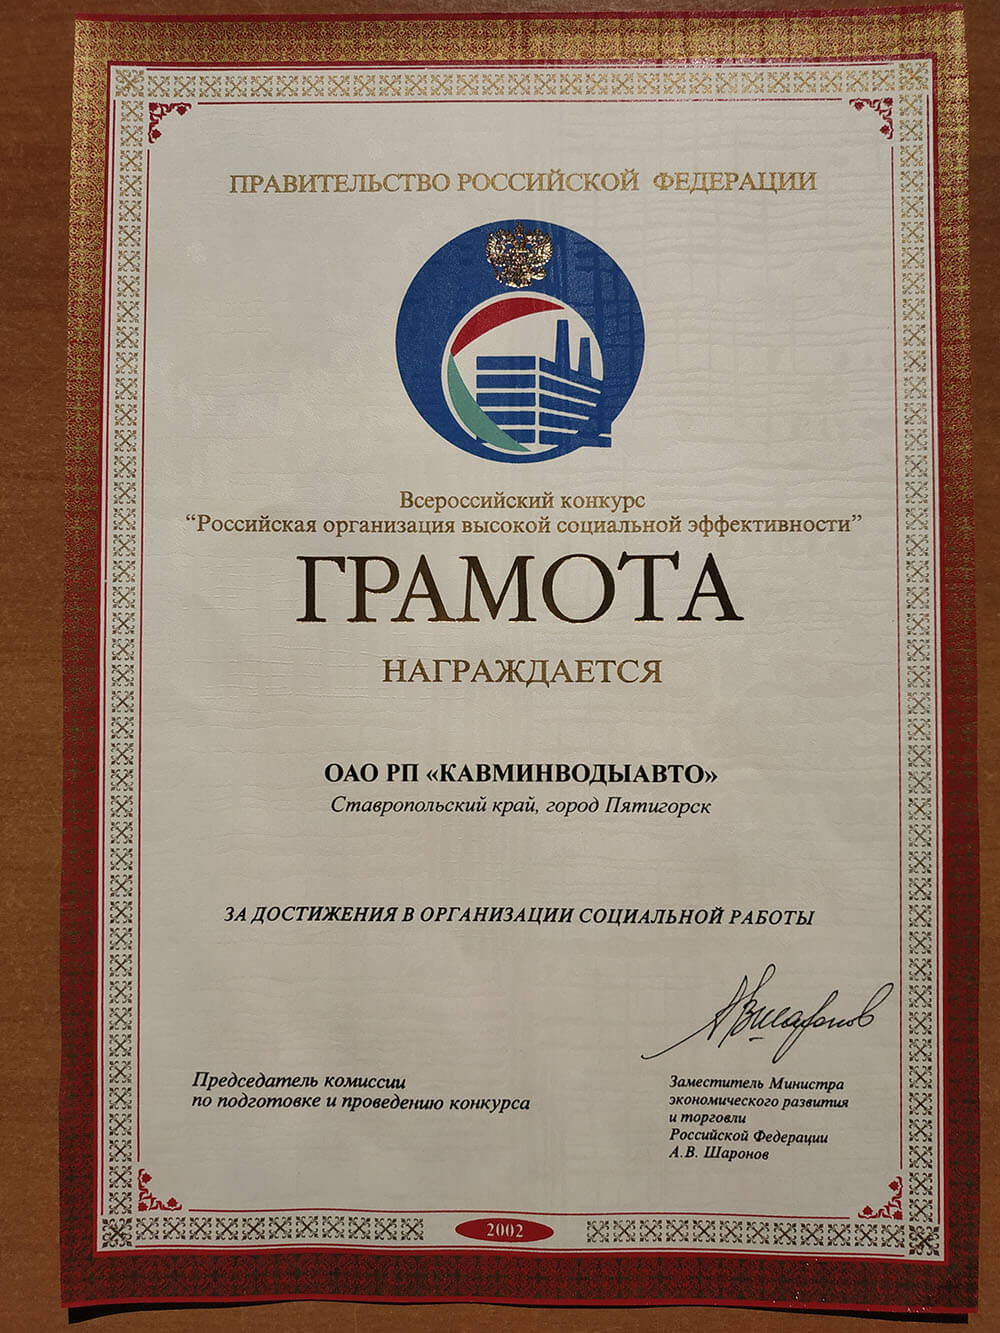 ПРАВИТЕЛЬСТВО РОССИЙСКОЙ ФЕДЕРАЦИИ
Всероссийский конкурс
“Российская организация высокой социальной эффективности”
ГРАМОТА
НАГРАЖДАЕТСЯ
ОАО РП «КАВМИНВОДЫАВТО»
Ставропольский край, город Пятигорск
ЗА ДОСТИЖЕНИЯ В ОРГАНИЗАЦИИ СОЦИАЛЬНОЙ РАБОТЫ
Председатель комиссии
по подготовке и проведению конкурса
Заместитель Министра
экономического развития
и торговли
Российской Федерации
А.В. Шаронов
2002